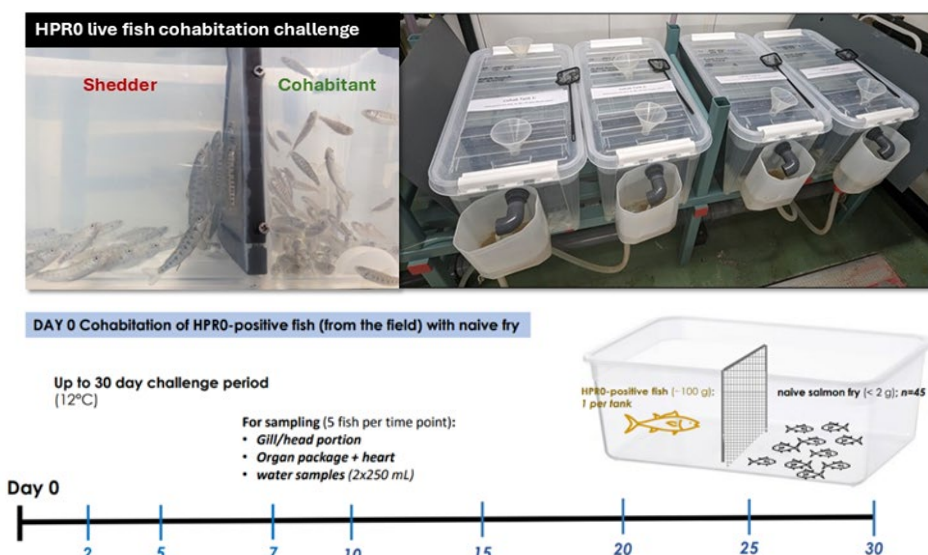 HPR0 live fish cohabitation challenge
Shedder
Cohabitant
DAY 0 Cohabitation of HPR0-positive fish (from the field) with naive fry
Up to 30 day challenge period
(12°C)
For sampling (5 fish per time point):
• Gill/head portion
• Organ package + heart
• water samples (2x250 mL)
HPR0-positive fish (~100 g);
1 per tank
naive salmon fry (< 2 g); n=45
Day 0
2 5 7 10 15 20 25 30